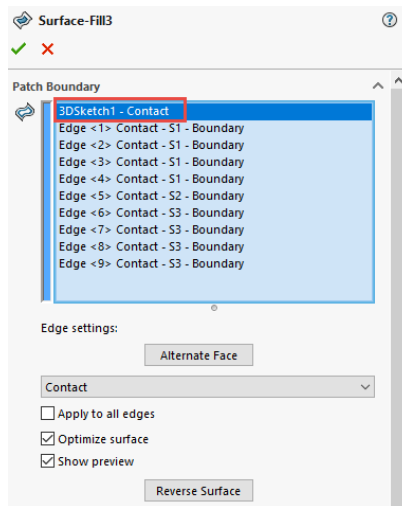 Surface-Fill3
Patch Boundary
3DSketch1 - Contact
Edge <1> Contact - S1 - Boundary
Edge <2> Contact - S1 - Boundary
Edge <3> Contact - S1 - Boundary
Edge <4> Contact - S1 - Boundary
Edge <5> Contact - S2 - Boundary
Edge <6> Contact - S3 - Boundary
Edge <7> Contact - S3 - Boundary
Edge <8> Contact - S3 - Boundary
Edge <9> Contact - S3 - Boundary
Edge settings:
Alternate Face
Contact
Apply to all edges
Optimize surface
Show preview
Reverse Surface